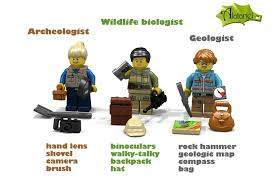 Wildlife biologist
Alatariel
Archeologist
Geologist
hand lens
shovel
camera
brush
binoculars
walky-talky
backpack
hat
rock hammer
geologic map
compass
bag